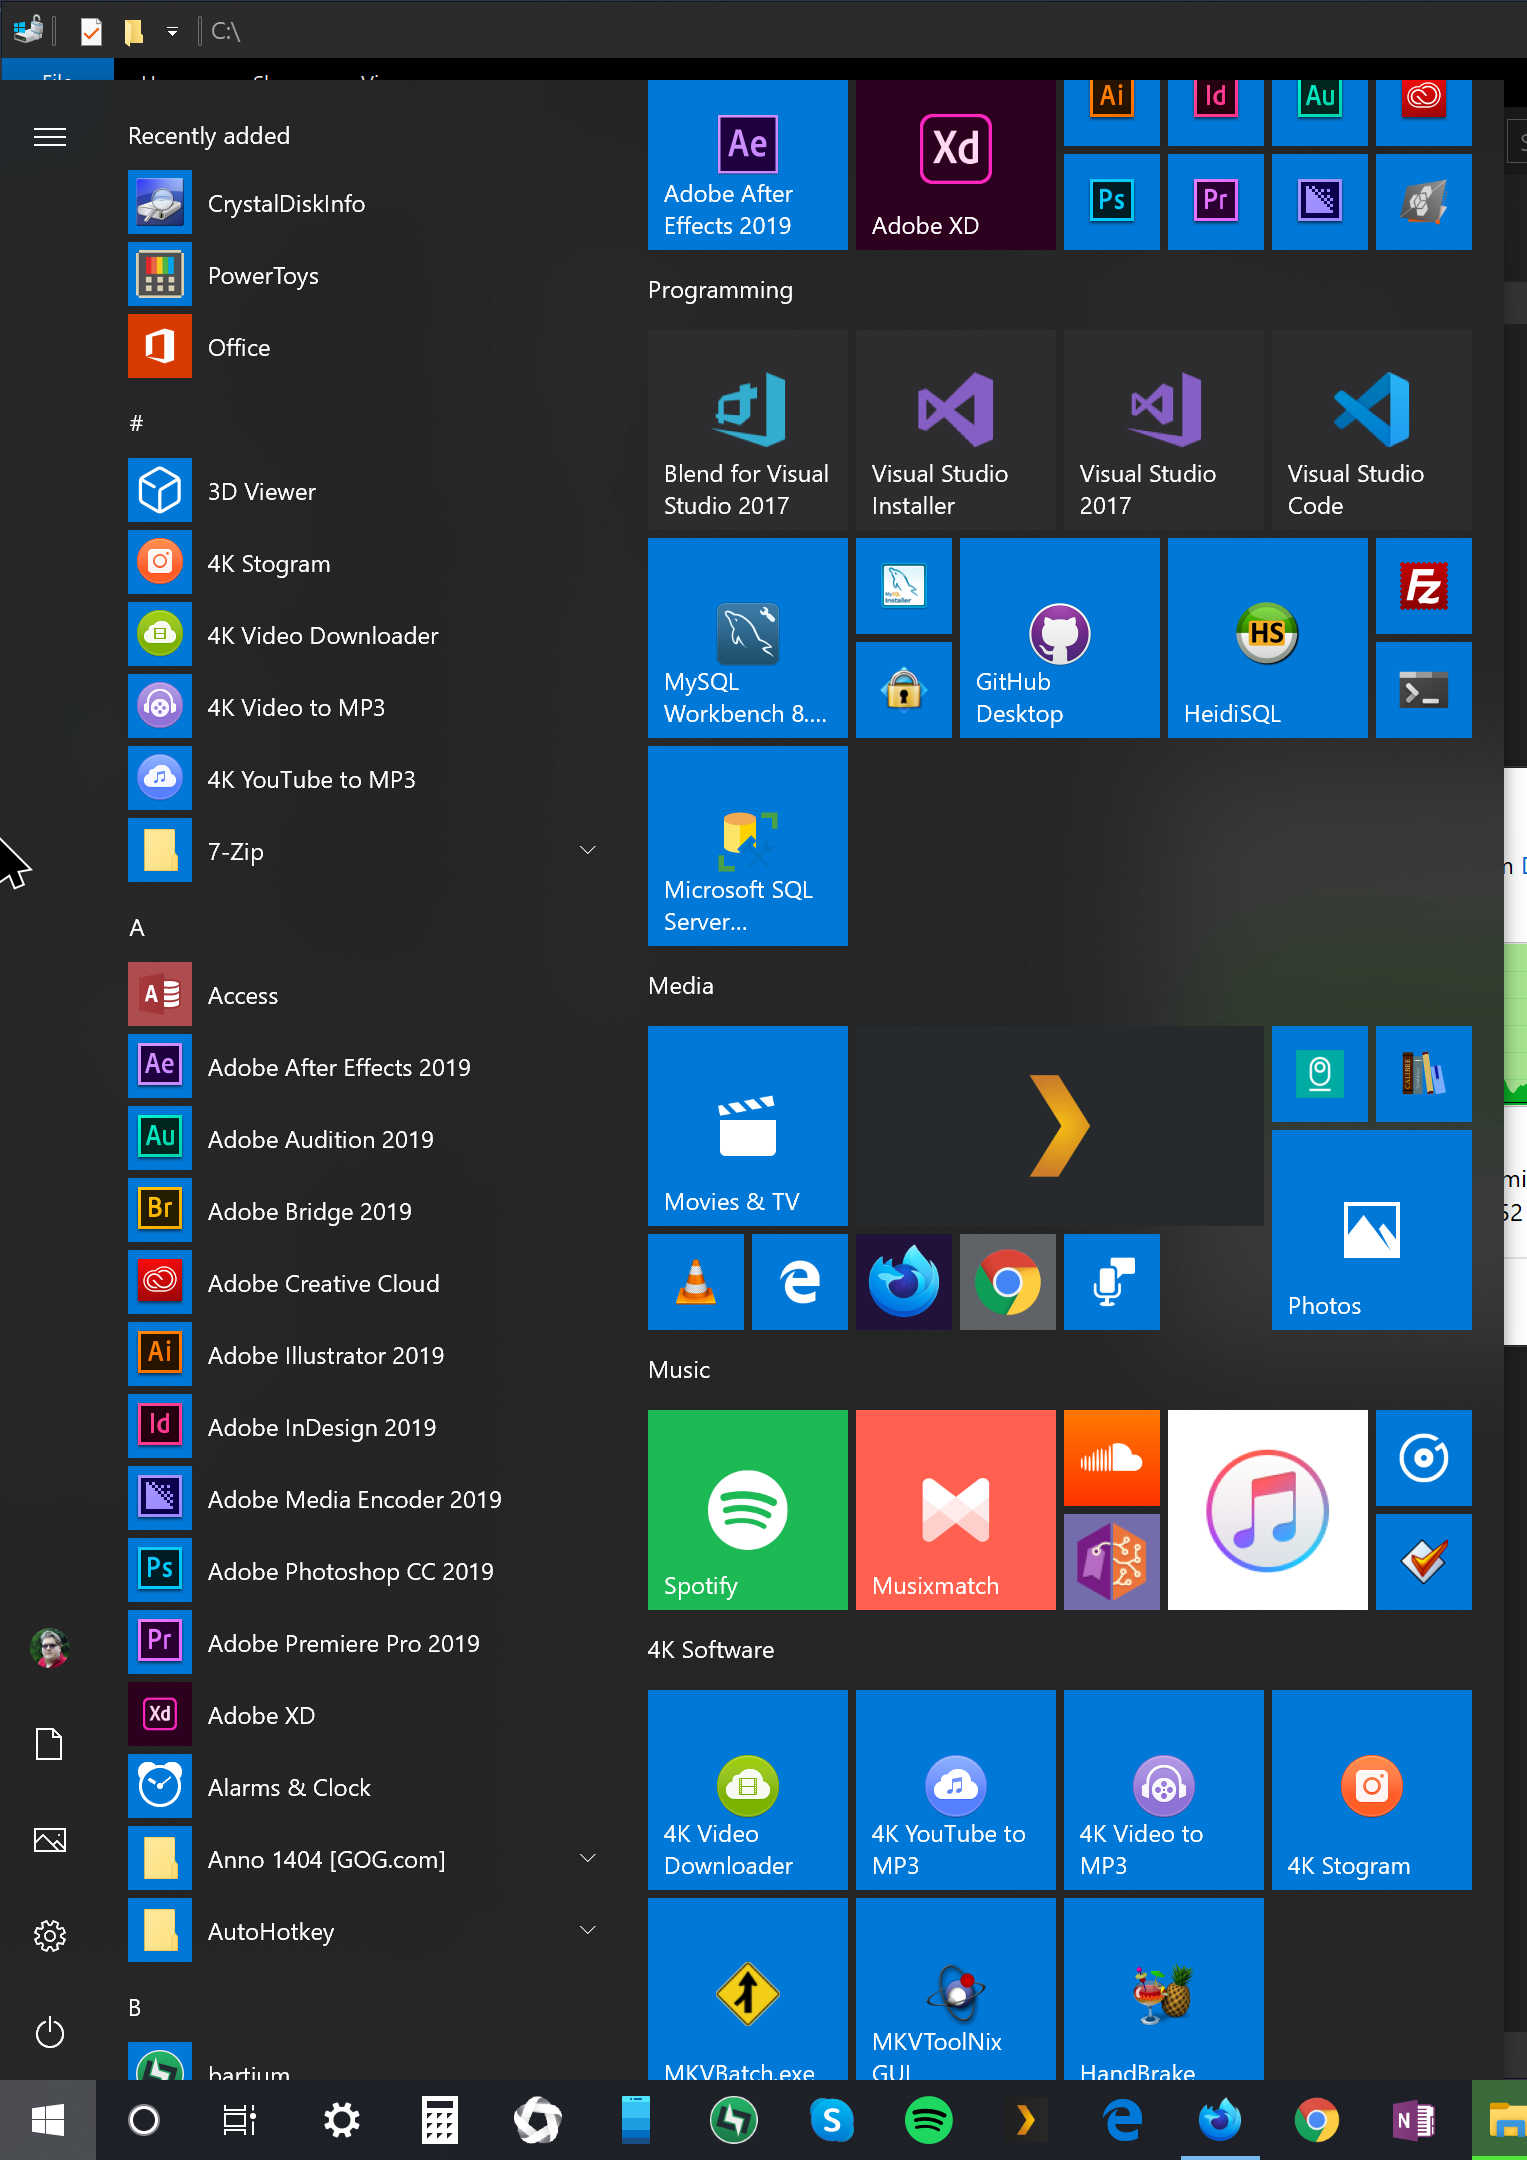 C:\
File
Recently added
CrystalDiskInfo
PowerToys
Office
#
3D Viewer
4K Stogram
4K Video Downloader
4K Video to MP3
4K YouTube to MP3
7-Zip
A
Access
Adobe After Effects 2019
Adobe Audition 2019
Adobe Bridge 2019
Adobe Creative Cloud
Adobe Illustrator 2019
Adobe InDesign 2019
Adobe Media Encoder 2019
Adobe Photoshop CC 2019
Adobe Premiere Pro 2019
Adobe XD
Alarms & Clock
Anno 1404 [GOG.com]
AutoHotkey
B
bartium
Ae
Adobe After
Effects 2019
Xd
Adobe XD
Ai
Id
Au
Ps
Pr
Programming
Blend for Visual
Studio 2017
Visual Studio
Installer
Visual Studio
2017
Visual Studio
Code
MySQL
Workbench 8....
MySQL
Installer
GitHub
Desktop
HS
HeidiSQL
Fz
Microsoft SQL
Server...
Media
Movies & TV
CALIBRE
Photos
Music
Spotify
Musixmatch
4K Software
4K Video
Downloader
4K YouTube to
MP3
4K Video to
MP3
4K Stogram
MKVBatch.exe
MKVToolNix
GUI
HandBrake